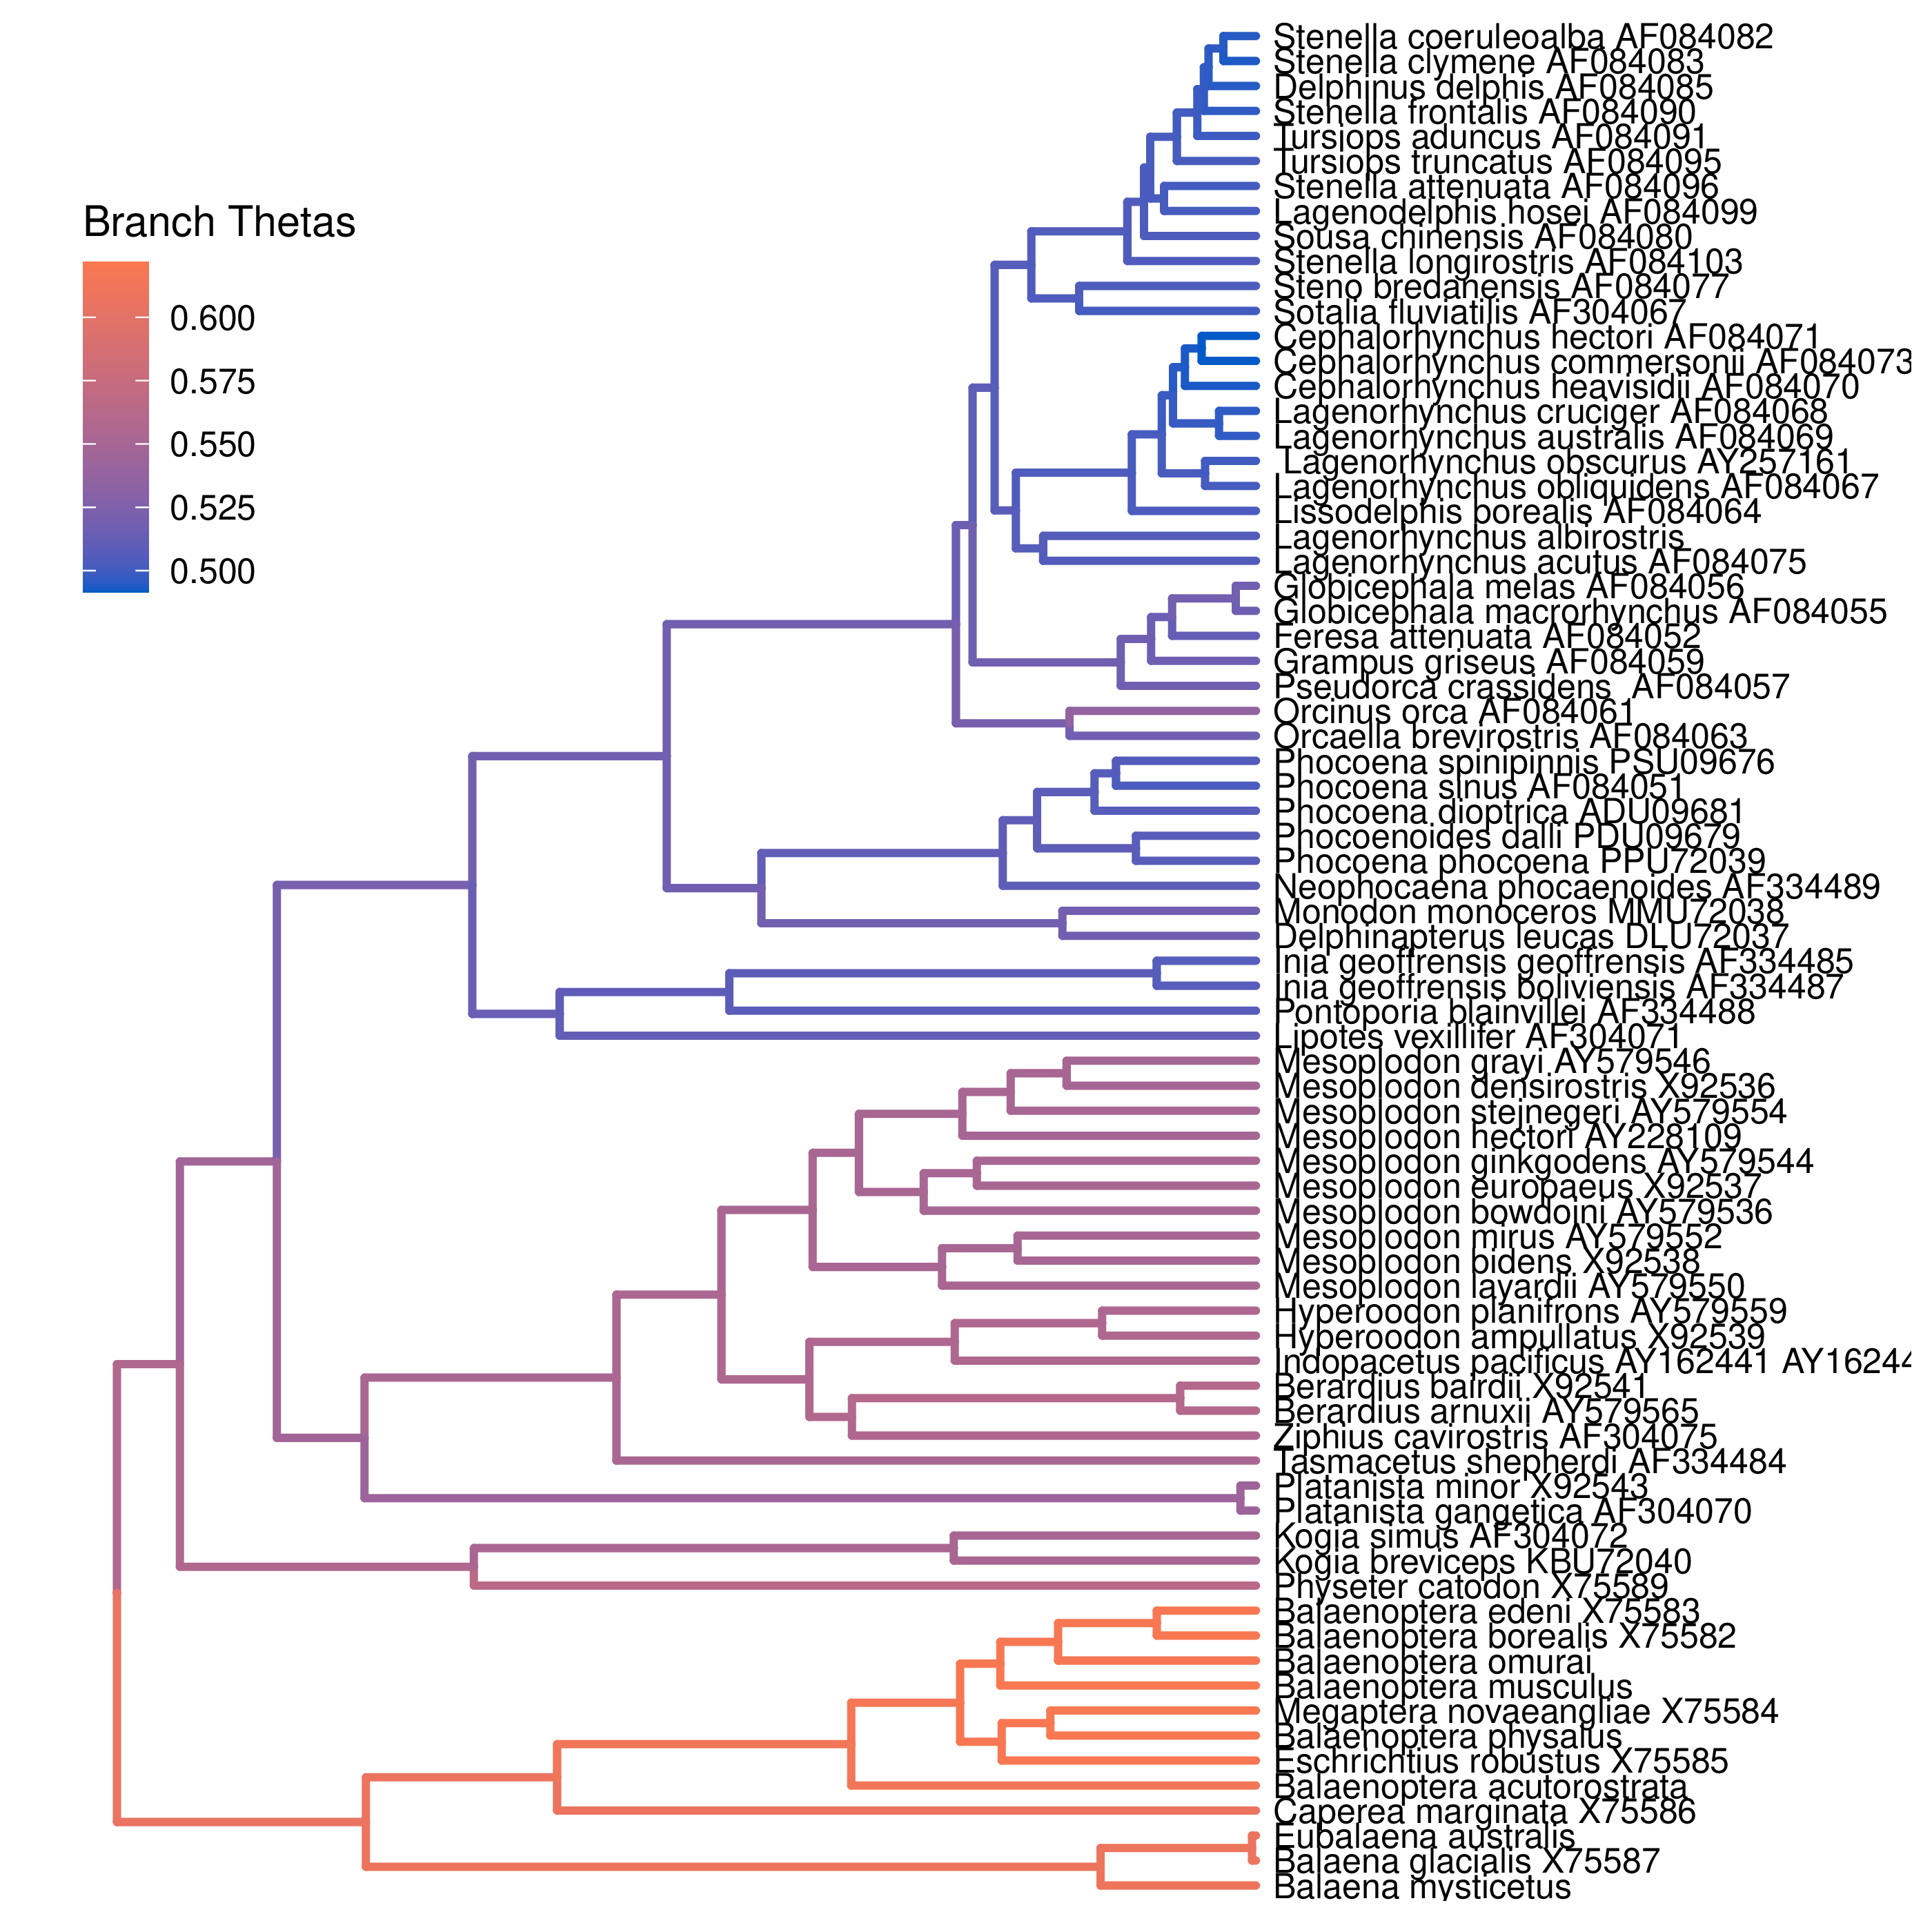 Branch Thetas
0.600
0.575
0.550
0.525
0.500
Stenella coeruleoalba AF084082
Stenella clymene AF084083
Delphinus delphis AF084085
Stenella frontalis AF084090
Tursiops aduncus AF084091
Tursiops truncatus AF084095
Stenella attenuata AF084096
Lagenodelphis hosei AF084099
Sousa chinensis AF084080
Stenella longirostris AF084103
Steno bredanensis AF084077
Sotalia fluviatilis AF304067
Cephalorhynchus hectori AF084071
Cephalorhynchus commersonii AF084073
Cephalorhynchus heavisidii AF084070
Lagenorhynchus cruciger AF084068
Lagenorhynchus australis AF084069
Lagenorhynchus obscurus AY257161
Lagenorhynchus obliquidens AF084067
Lissodelphis borealis AF084064
Lagenorhynchus albirostris
Lagenorhynchus acutus AF084075
Globicephala melas AF084056
Globicephala macrorhynchus AF084055
Feresa attenuata AF084052
Grampus griseus AF084059
Pseudorca crassidens AF084057
Orcinus orca AF084061
Orcaella brevirostris AF084063
Phocoena spinipinnis PSU09676
Phocoena sinus AF084051
Phocoena dioptrica ADU09681
Phocoenoides dalli PDU09679
Phocoena phocoena PPU72039
Neophocaena phocaenoides AF334489
Monodon monoceros MMU72038
Delphinapterus leucas DLU72037
Inia geoffrensis geoffrensis AF334485
Inia geoffrensis boliviensis AF334487
Pontoporia blainvillei AF334488
Lipotes vexillifer AF304071
Mesoplodon grayi AY579546
Mesoplodon densirostris X92536
Mesoplodon stejnegeri AY579554
Mesoplodon hectori AY228109
Mesoplodon ginkgodens AY579544
Mesoplodon europaeus X92537
Mesoplodon bowdoini AY579536
Mesoplodon mirus AY579552
Mesoplodon bidens X92538
Mesoplodon layardii AY579550
Hyperoodon planifrons AY579559
Hyperoodon ampullatus X92539
Indopacetus pacificus AY162441 AY16244
Berardius bairdii X92541
Berardius arnuxii AY579565
Ziphius cavirostris AF304075
Tasmacetus shepherdi AF334484
Platanista minor X92543
Platanista gangetica AF304070
Kogia simus AF304072
Kogia breviceps KBU72040
Physeter catodon X75589
Balaenoptera edeni X75583
Balaenoptera borealis X75582
Balaenoptera omurai
Balaenoptera musculus
Megaptera novaeangliae X75584
Balaenoptera physalus
Eschrichtius robustus X75585
Balaenoptera acutorostrata
Caperea marginata X75586
Eubalaena australis
Balaena glacialis X75587
Balaena mysticetus